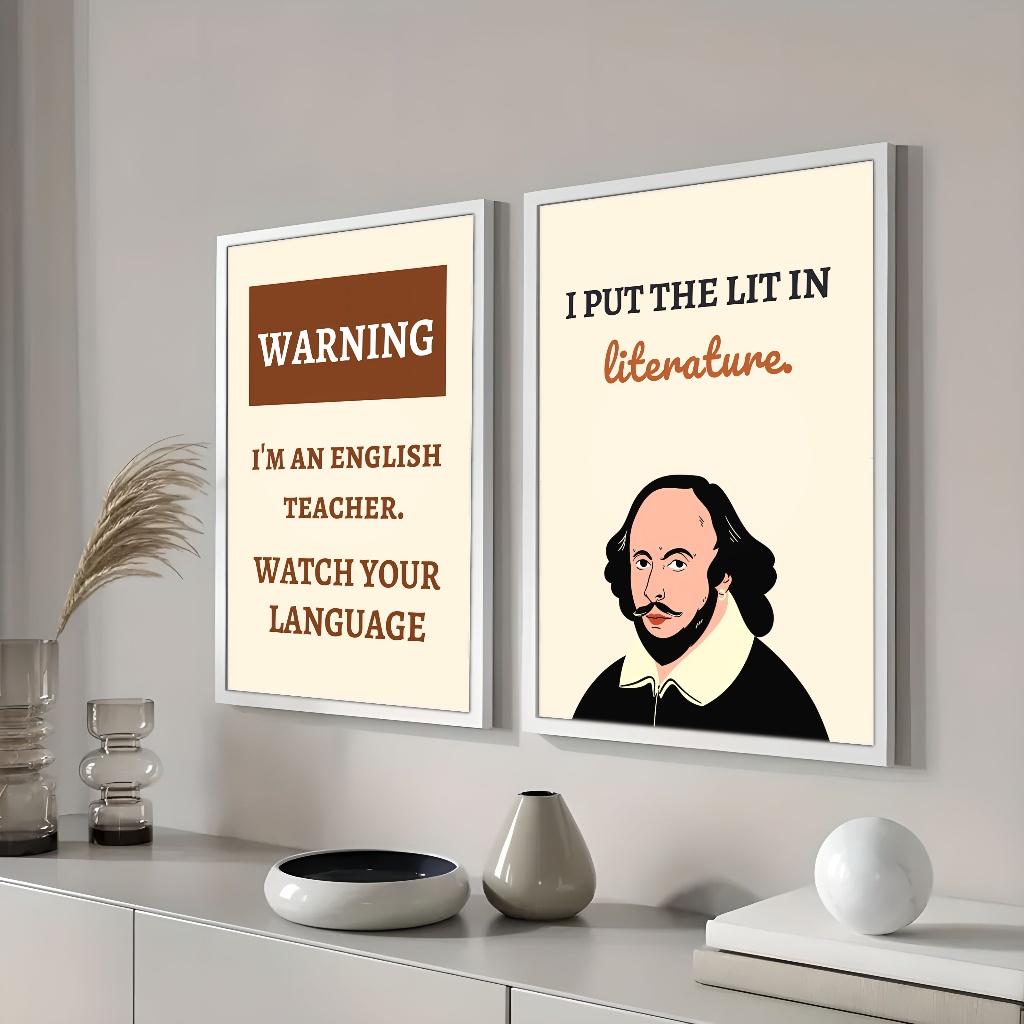 WARNING
I'M AN ENGLISH
TEACHER.
WATCH YOUR
LANGUAGE
I PUT THE LIT IN
literature.